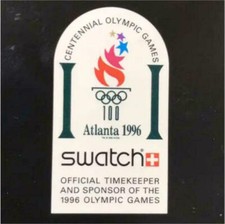 CENTENNIAL OLYMPIC GAMES
100
Atlanta 1996
swatch
OFFICIAL TIMEKEEPER
AND SPONSOR OF THE
1996 OLYMPIC GAMES